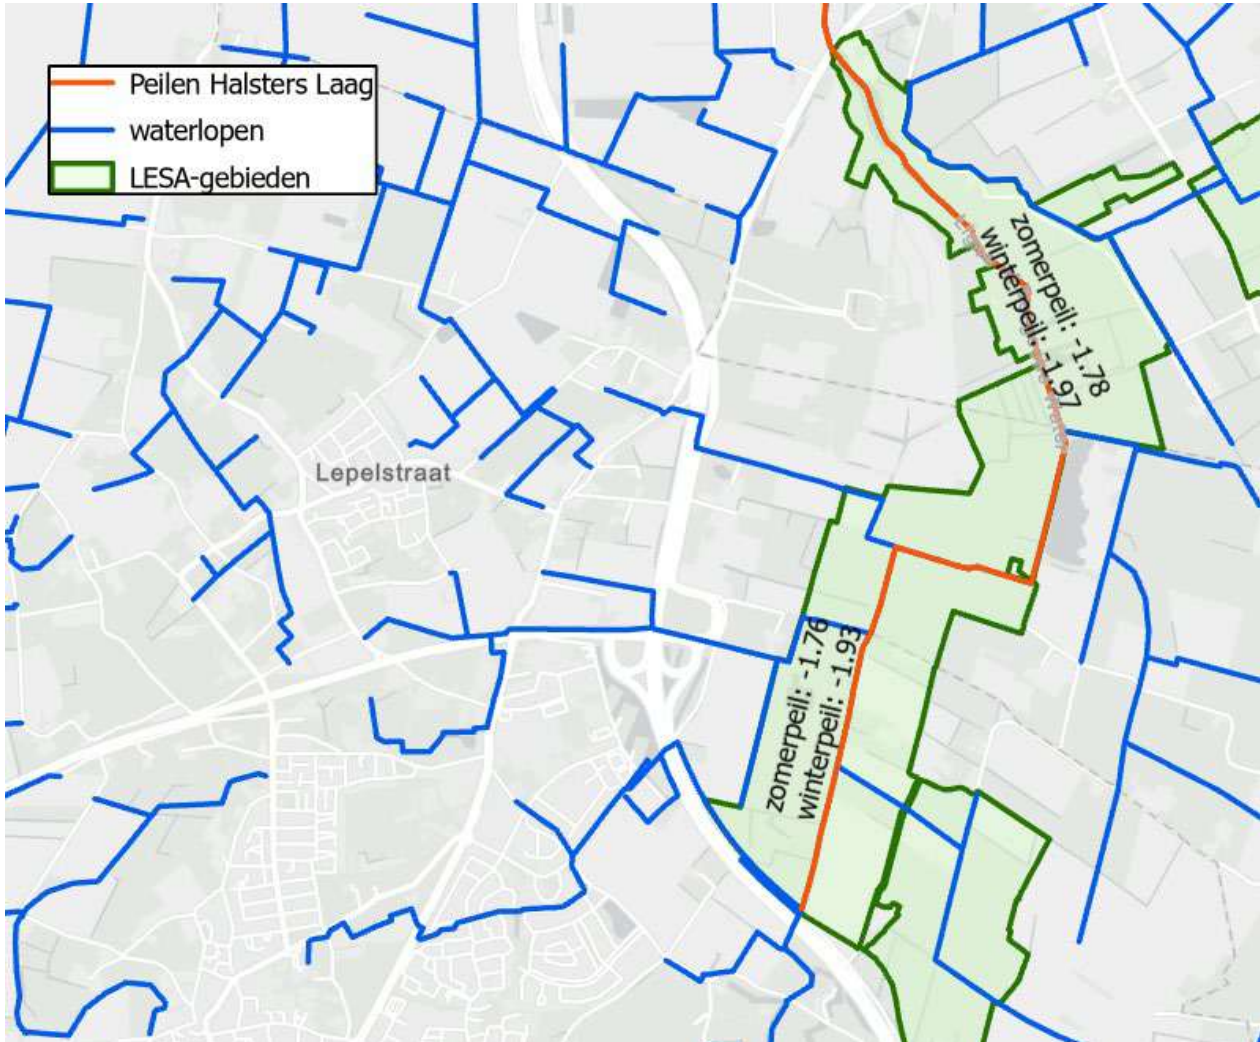 Peilen Halsters Laag
waterlopen
LESA-gebieden
zomerpeil: -1.78
winterpeil: -1.97
Lepelstraat
zomerpeil: -1.76
winterpeil: -1.93